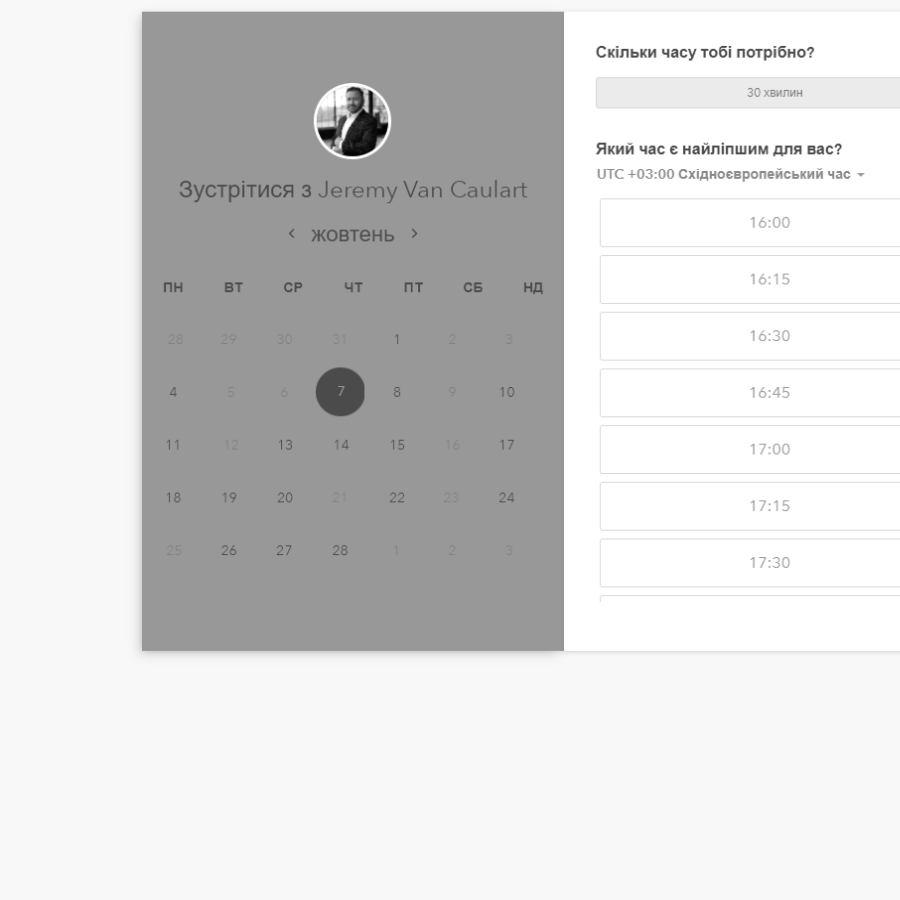 Зустрітися з Jeremy Van Caulart
жовтень
ПН ВТ СР ЧТ ПТ СБ НД
28 29 30 31 1 2 3
4 5 6 7 8 9 10
11 12 13 14 15 16 17
18 19 20 21 22 23 24
25 26 27 28 1 2 3
Скільки часу тобі потрібно?
30 хвилин
Який час є найліпшим для вас?
UTC +03:00 Східноєвропейський час
16:00
16:15
16:30
16:45
17:00
17:15
17:30